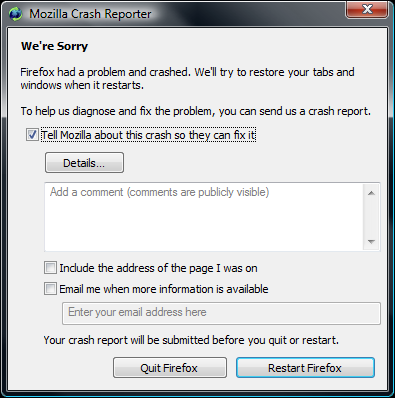 Mozilla Crash Reporter
We're Sorry
Firefox had a problem and crashed. We'll try to restore your tabs and
windows when it restarts.
To help us diagnose and fix the problem, you can send us a crash report.
Tell Mozilla about this crash so they can fix it
Details...
Add a comment (comments are publicly visible)
Include the address of the page I was on
Email me when more information is available
Enter your email address here
Your crash report will be submitted before you quit or restart.
Quit Firefox
Restart Firefox